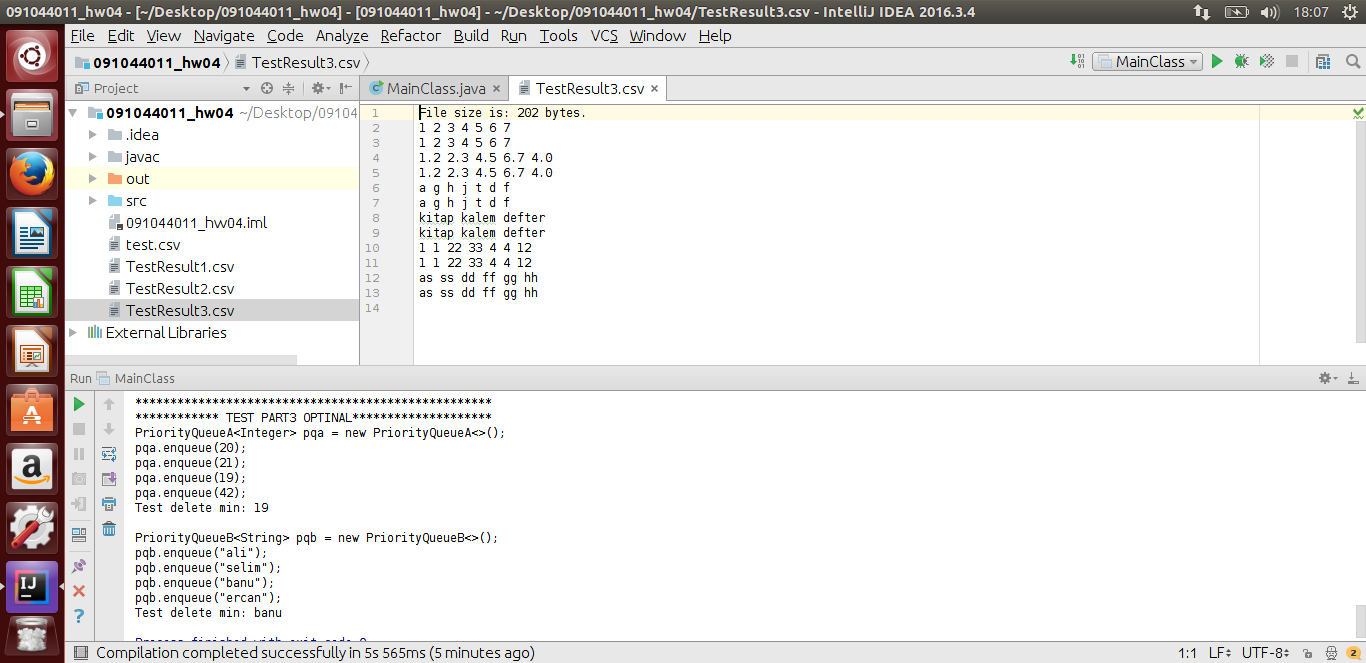 091044011_hw04 - [~/Desktop/091044011_hw04] - [091044011_hw04] - ~/Desktop/091044011_hw04/TestResult3.csv - IntelliJ IDEA 2016.3.4 18:07
File Edit View Navigate Code Analyze Refactor Build Run Tools VCS Window Help
091044011_hw04 TestResult3.csv MainClass
Project
MainClass.java TestResult3.csv
091044011_hw04 ~/Desktop/09104
.idea
javac
out
src
091044011_hw04.iml
test.csv
TestResult1.csv
TestResult2.csv
TestResult3.csv
External Libraries
1 File size is: 202 bytes.
2 1 2 3 4 5 6 7
3 1 2 3 4 5 6 7
4 1.2 2.3 4.5 6.7 4.0
5 1.2 2.3 4.5 6.7 4.0
6 a g h j t d f
7 a g h j t d f
8 kitap kalem defter
9 kitap kalem defter
10 1 1 22 33 4 4 12
11 1 1 22 33 4 4 12
12 as ss dd ff gg hh
13 as ss dd ff gg hh
14
Run MainClass
***************************************************
************ TEST PART3 OPTINAL********************
PriorityQueueA<Integer> pqa = new PriorityQueueA<>();
pqa.enqueue(20);
pqa.enqueue(21);
pqa.enqueue(19);
pqa.enqueue(42);
Test delete min: 19
PriorityQueueB<String> pqb = new PriorityQueueB<>();
pqb.enqueue("ali");
pqb.enqueue("selim");
pqb.enqueue("banu");
pqb.enqueue("ercan");
Test delete min: banu
Process finished with exit code 0
Compilation completed successfully in 5s 565ms (5 minutes ago) 1:1 LF UTF-8 2